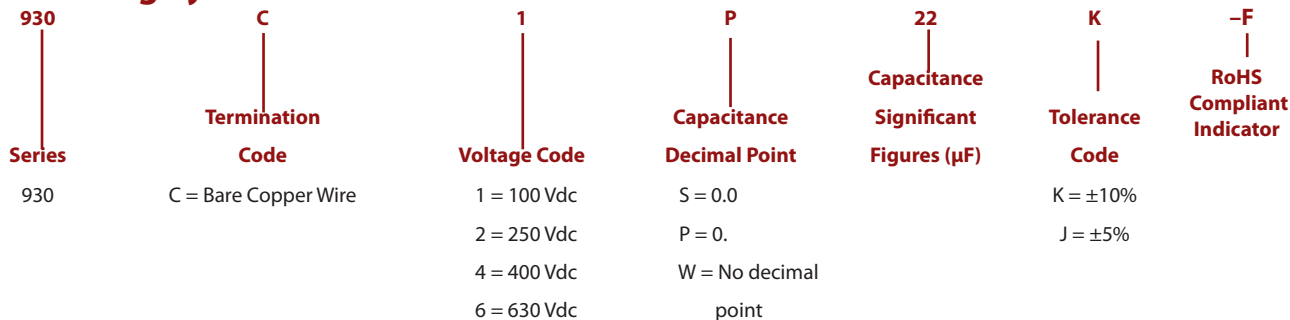 930 C 1 P 22 K –F
Capacitance RoHS
Termination Capacitance Significant Tolerance Compliant
Indicator
Series Code Voltage Code Decimal Point Figures (µF) Code
930 C = Bare Copper Wire 1 = 100 Vdc S = 0.0 K = ±10%
2 = 250 Vdc P = 0. J = ±5%
4 = 400 Vdc W = No decimal
6 = 630 Vdc point